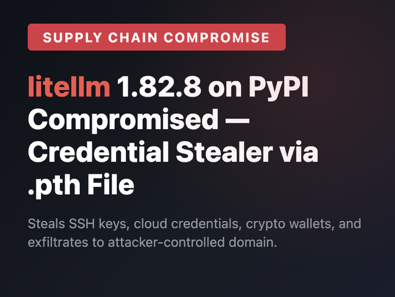 SUPPLY CHAIN COMPROMISE
litellm 1.82.8 on PyPI
Compromised —
Credential Stealer via
.pth File
Steals SSH keys, cloud credentials, crypto wallets, and
exfiltrates to attacker-controlled domain.